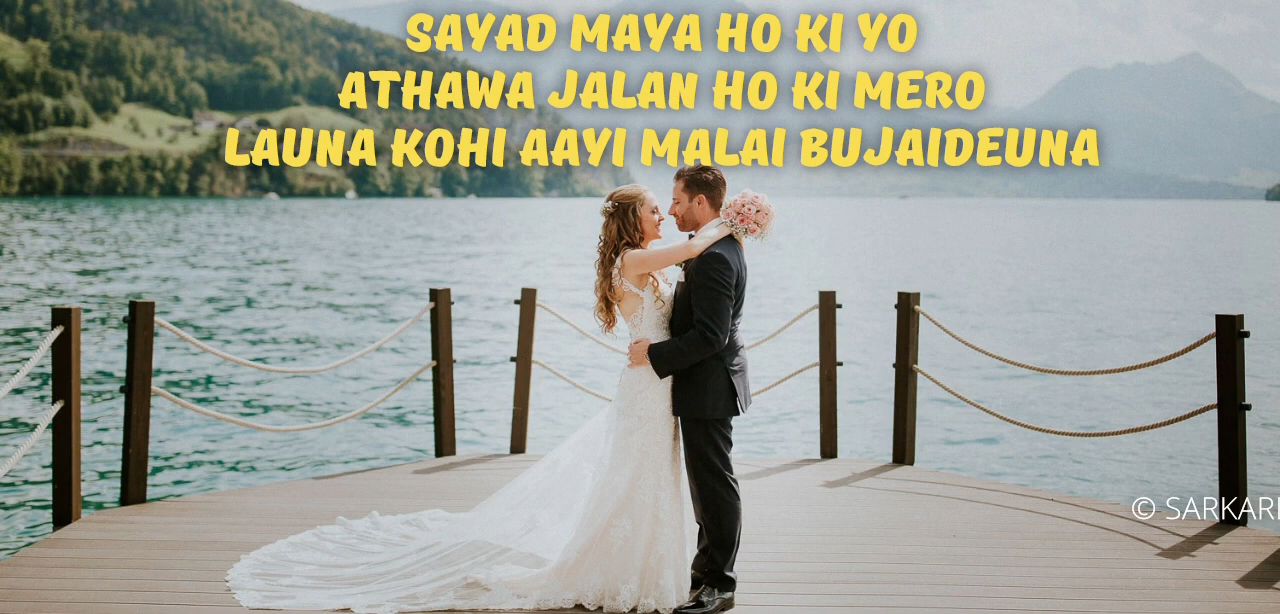 SAYAD MAYA HO KI YO
ATHAWA JALAN HO KI MERO
LAUNA KOHI AAYI MALAI BUJAIDEUNA
© SARKARI